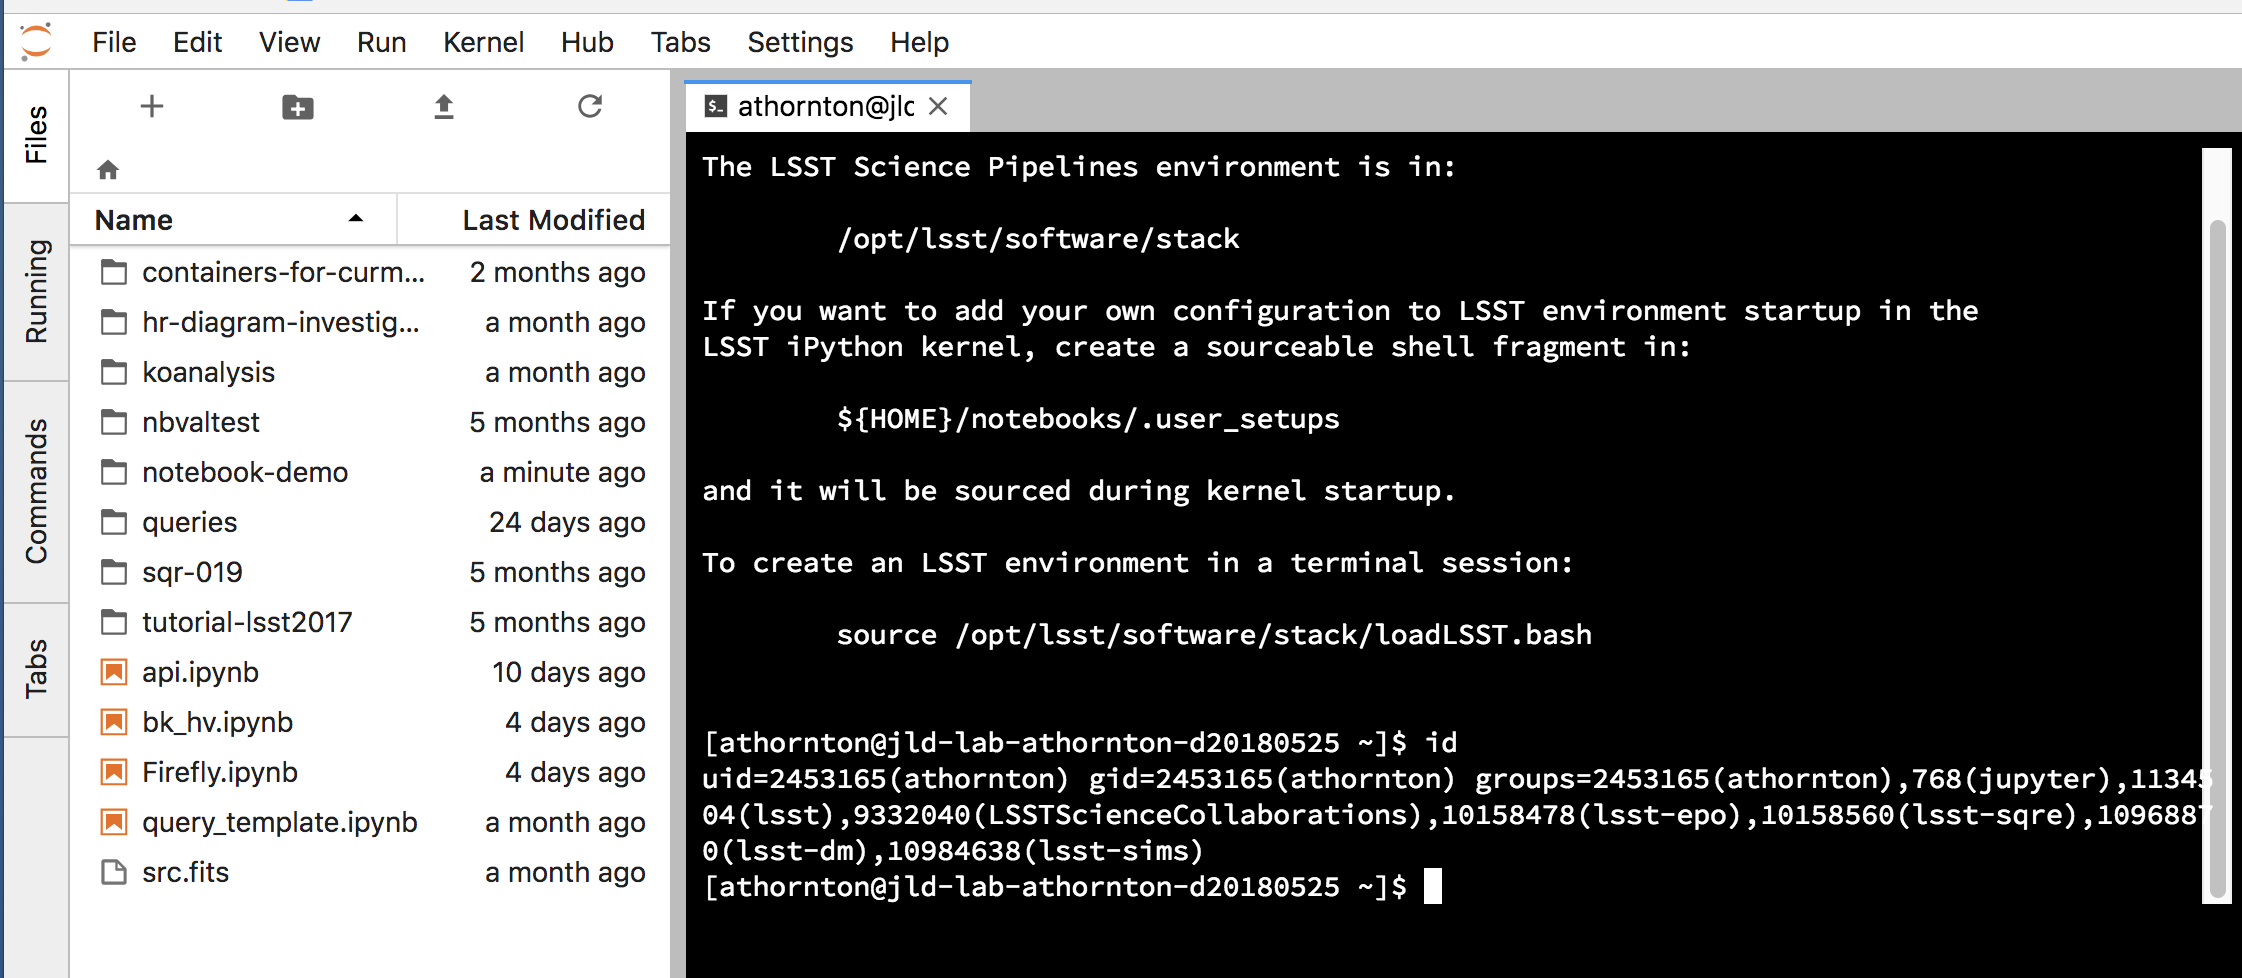 File Edit View Run Kernel Hub Tabs Settings Help
Files
Running
Commands
Tabs
Name Last Modified
containers-for-curm... 2 months ago
hr-diagram-investig... a month ago
koanalysis a month ago
nbvaltest 5 months ago
notebook-demo a minute ago
queries 24 days ago
sqr-019 5 months ago
tutorial-lsst2017 5 months ago
api.ipynb 10 days ago
bk_hv.ipynb 4 days ago
Firefly.ipynb 4 days ago
query_template.ipynb a month ago
src.fits a month ago
$_ athornton@jlc
The LSST Science Pipelines environment is in:
/opt/lsst/software/stack
If you want to add your own configuration to LSST environment startup in the
LSST iPython kernel, create a sourceable shell fragment in:
${HOME}/notebooks/.user_setups
and it will be sourced during kernel startup.
To create an LSST environment in a terminal session:
source /opt/lsst/software/stack/loadLSST.bash
[athornton@jld-lab-athornton-d20180525 ~]$ id
uid=2453165(athornton) gid=2453165(athornton) groups=2453165(athornton),768(jupyter),11345
04(lsst),9332040(LSSTScienceCollaborations),10158478(lsst-epo),10158560(lsst-sqre),1096887
0(lsst-dm),10984638(lsst-sims)
[athornton@jld-lab-athornton-d20180525 ~]$